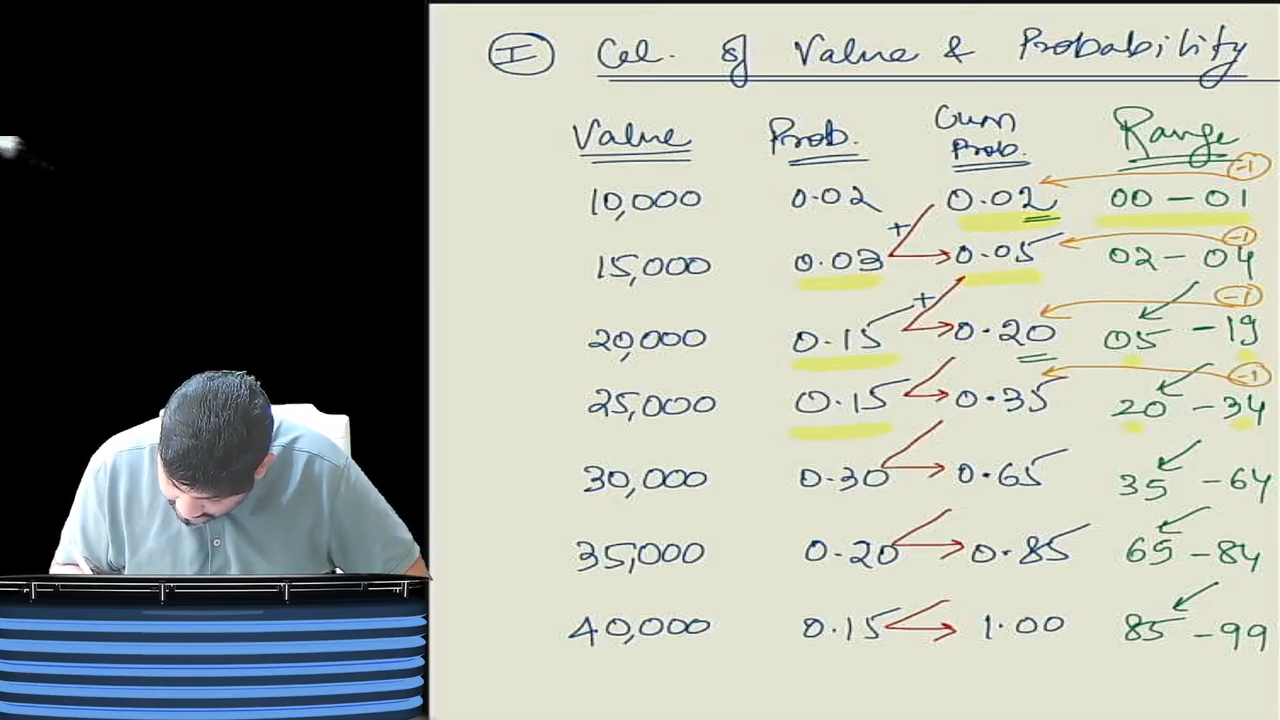 I Cal. of Value & Probability
Value Prob. Cum Prob. Range
-1
10,000 0.02 0.02 00 - 01
+ -1
15,000 0.03 0.05 02 - 04
+ -1
20,000 0.15 0.20 05 - 19
-1
25,000 0.15 0.35 20 - 34
30,000 0.30 0.65 35 - 64
35,000 0.20 0.85 65 - 84
40,000 0.15 1.00 85 - 99